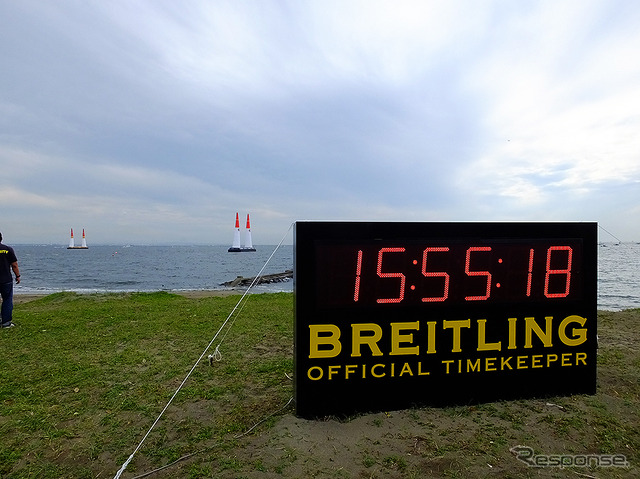 15:55:18
BREITLING
OFFICIAL TIMEKEEPER
Response.